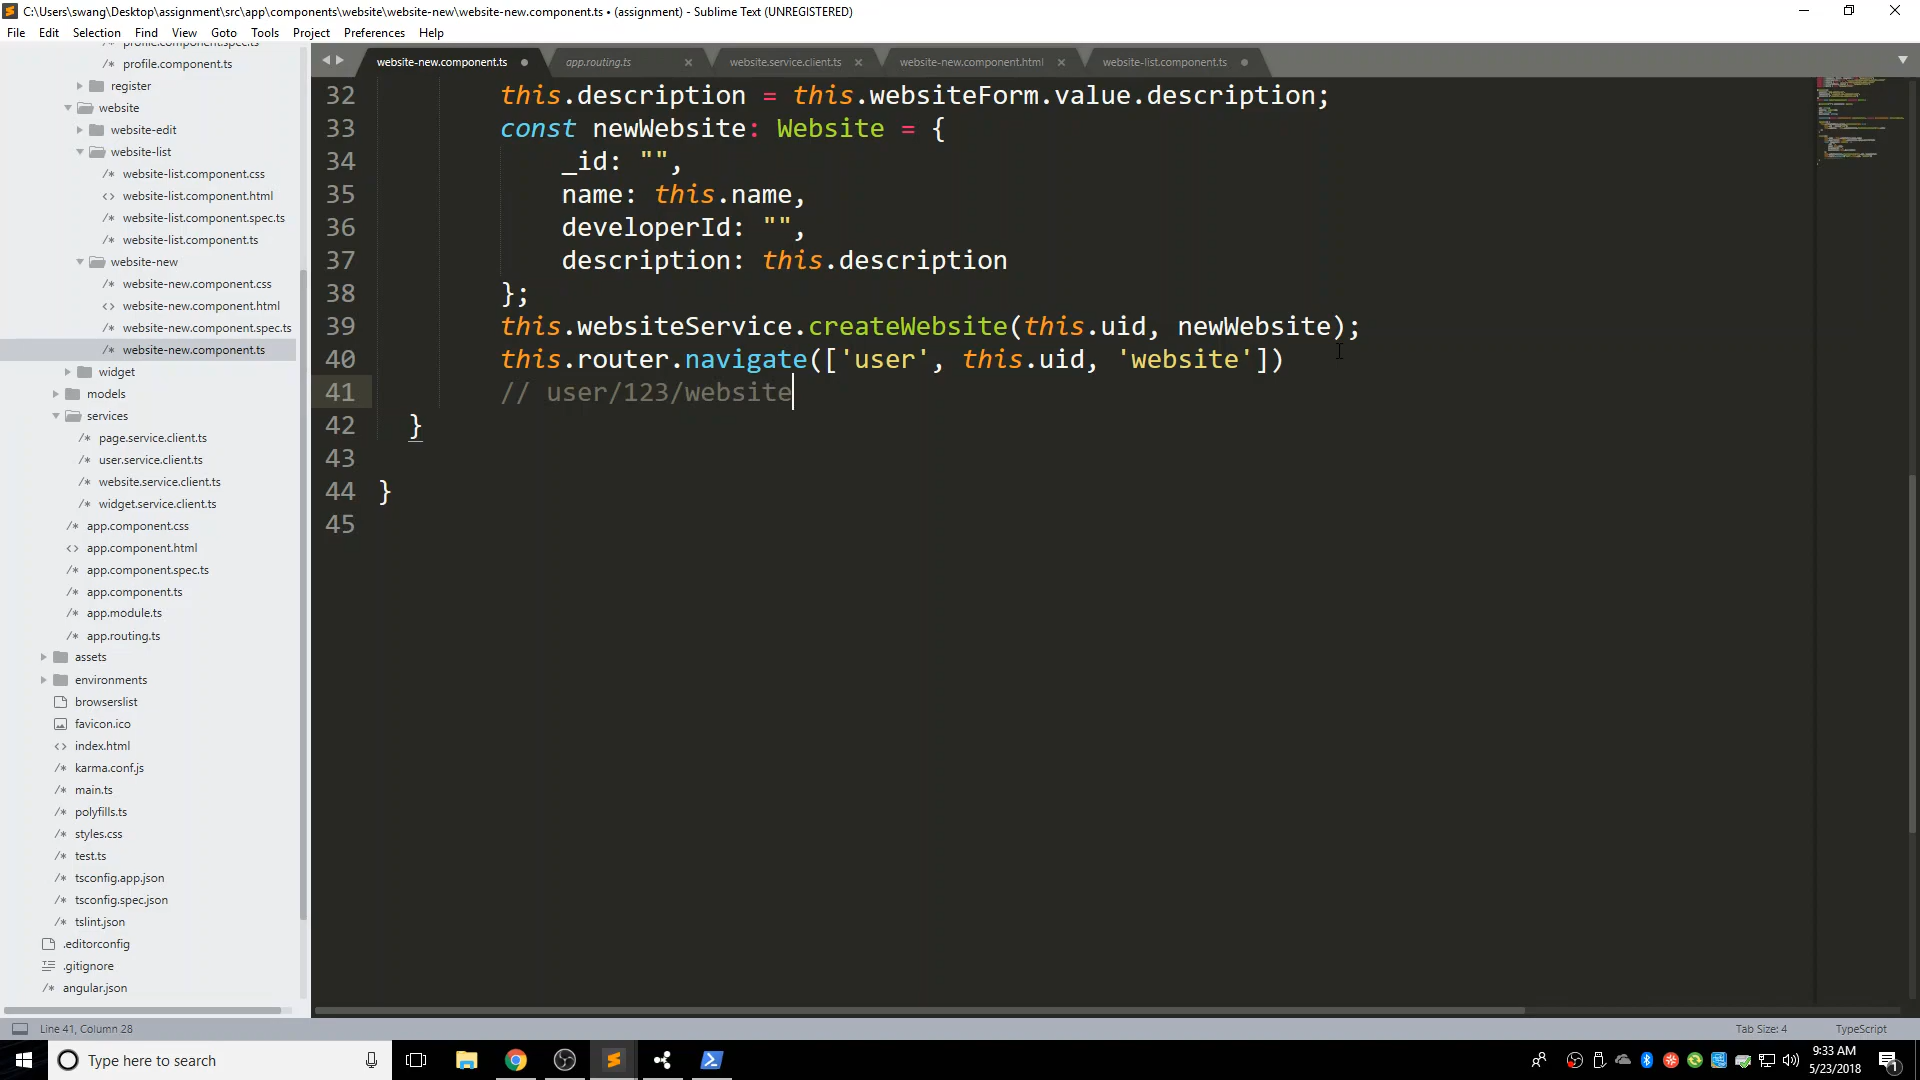 C:\Users\swang\Desktop\assignment\src\app\components\website\website-new\website-new.component.ts • (assignment) - Sublime Text (UNREGISTERED)
File Edit Selection Find View Goto Tools Project Preferences Help
profile.component.spec.ts
profile.component.ts
register
website
website-edit
website-list
website-list.component.css
website-list.component.html
website-list.component.spec.ts
website-list.component.ts
website-new
website-new.component.css
website-new.component.html
website-new.component.spec.ts
website-new.component.ts
widget
models
services
page.service.client.ts
user.service.client.ts
website.service.client.ts
widget.service.client.ts
app.component.css
app.component.html
app.component.spec.ts
app.component.ts
app.module.ts
app.routing.ts
assets
environments
browserslist
favicon.ico
index.html
karma.conf.js
main.ts
polyfills.ts
styles.css
test.ts
tsconfig.app.json
tsconfig.spec.json
tslint.json
.editorconfig
.gitignore
angular.json
website-new.component.ts app.routing.ts website.service.client.ts website-new.component.html website-list.component.ts
32 this.description = this.websiteForm.value.description;
33 const newWebsite: Website = {
34 _id: "",
35 name: this.name,
36 developerId: "",
37 description: this.description
38 };
39 this.websiteService.createWebsite(this.uid, newWebsite);
40 this.router.navigate(['user', this.uid, 'website'])
41 // user/123/website
42 }
43
44 }
45
Line 41, Column 28 Tab Size: 4 TypeScript
Type here to search
9:33 AM
5/23/2018
1